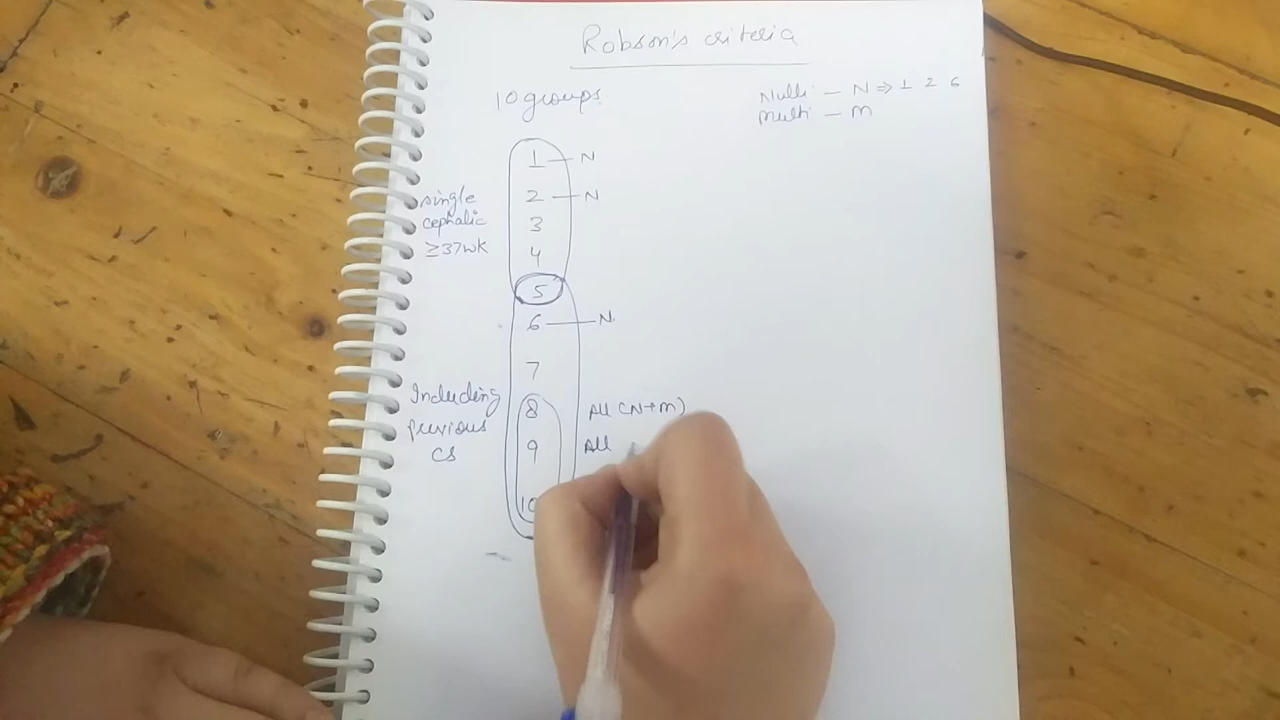 Robson's criteria
10 groups
Nulli - N ⇒ 1 2 6
Multi - M
1 - N
2 - N
single
cephalic
≥37wk
3
4
5
6 - N
7
Including
previous
CS
8 All (N+M)
9 All
10